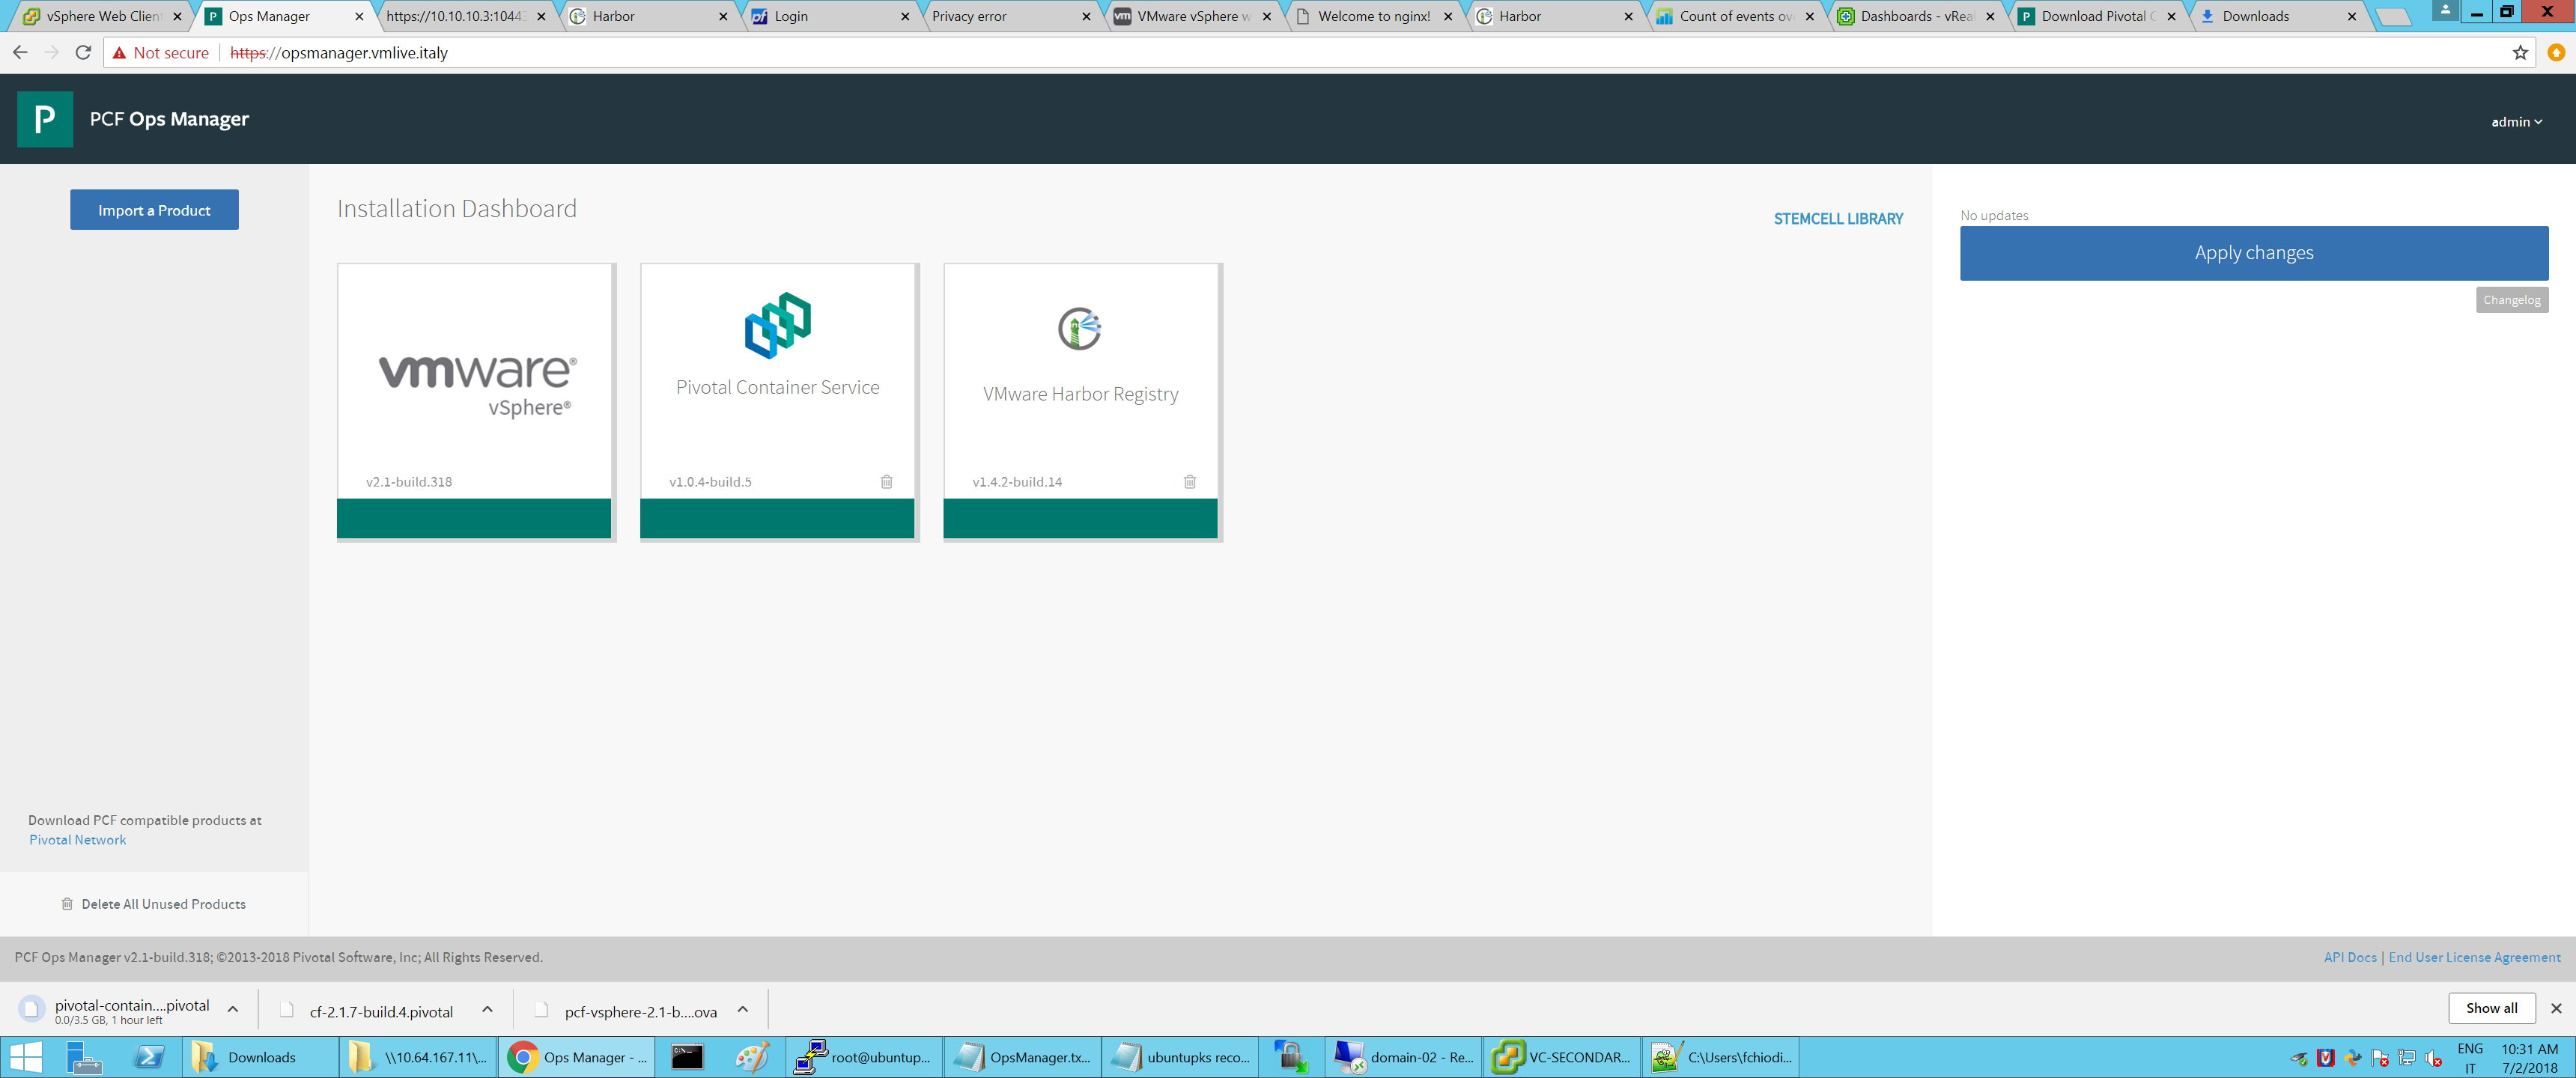 vSphere Web Clien
Ops Manager
https://10.10.10.3:1044
Harbor
Login
Privacy error
VMware vSphere w
Welcome to nginx!
Harbor
Count of events ov
Dashboards - vReal
Download Pivotal C
Downloads
Not secure
https://opsmanager.vmlive.italy
P
PCF Ops Manager
admin
Import a Product
Installation Dashboard
STEMCELL LIBRARY
No updates
Apply changes
Changelog
vmware®
vSphere®
v2.1-build.318
Pivotal Container Service
v1.0.4-build.5
VMware Harbor Registry
v1.4.2-build.14
Download PCF compatible products at
Pivotal Network
Delete All Unused Products
PCF Ops Manager v2.1-build.318; ©2013-2018 Pivotal Software, Inc; All Rights Reserved.
API Docs | End User License Agreement
pivotal-contain....pivotal
0.0/3.5 GB, 1 hour left
cf-2.1.7-build.4.pivotal
pcf-vsphere-2.1-b....ova
Show all
Downloads
\\10.64.167.11\...
Ops Manager - ...
root@ubuntup...
OpsManager.tx...
ubuntupks reco...
domain-02 - Re...
VC-SECONDAR...
C:\Users\fchiodi...
ENG
IT
10:31 AM
7/2/2018